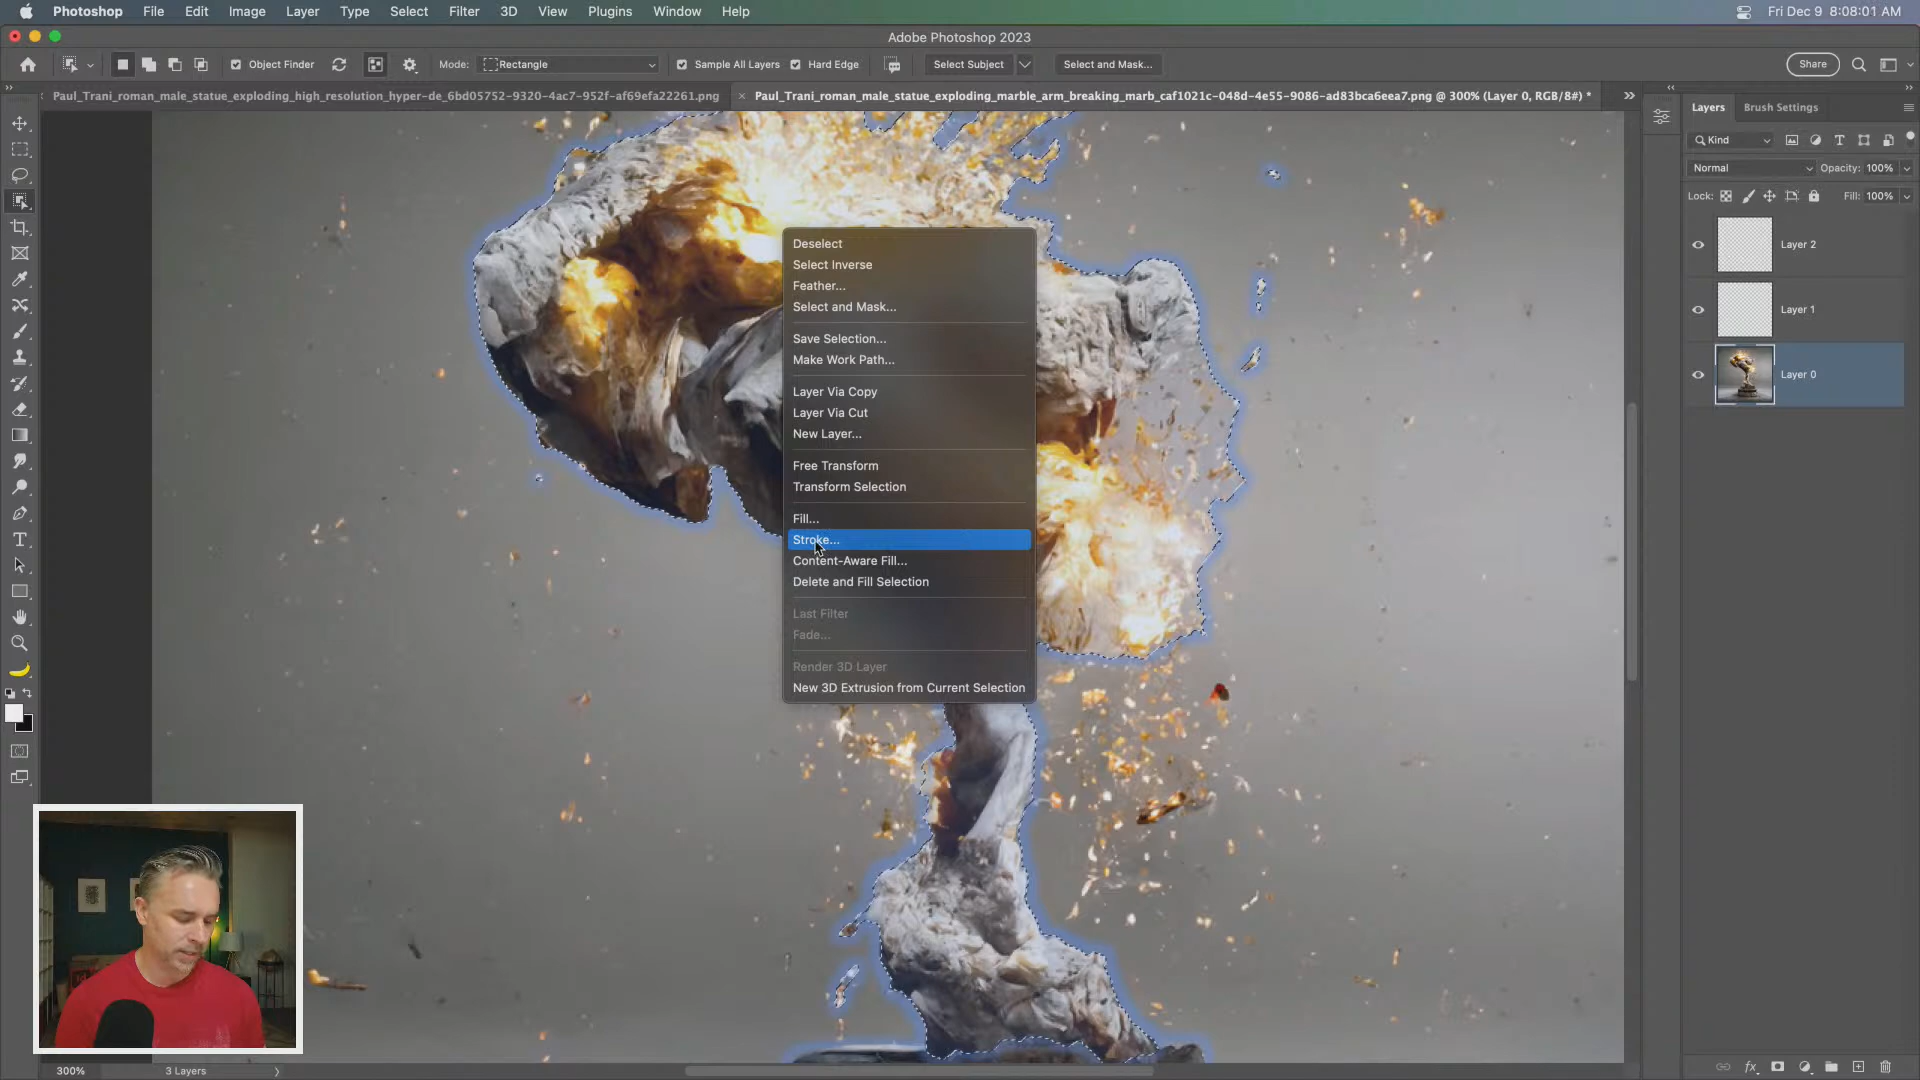 Photoshop File Edit Image Layer Type Select Filter 3D View Plugins Window Help Fri Dec 9 8:08:01 AM
Adobe Photoshop 2023
Object Finder Mode: Rectangle Sample All Layers Hard Edge Select Subject Select and Mask... Share
Paul_Trani_roman_male_statue_exploding_high_resolution_hyper-de_6bd05752-9320-4ac7-952f-af69efa22261.png Paul_Trani_roman_male_statue_exploding_marble_arm_breaking_marb_caf1021c-048d-4e55-9086-ad83bca6eea7.png @ 300% (Layer 0, RGB/8#) *
Layers Brush Settings
Kind
Normal Opacity: 100%
Lock: Fill: 100%
Layer 2
Layer 1
Layer 0
Deselect
Select Inverse
Feather...
Select and Mask...
Save Selection...
Make Work Path...
Layer Via Copy
Layer Via Cut
New Layer...
Free Transform
Transform Selection
Fill...
Stroke...
Content-Aware Fill...
Delete and Fill Selection
Last Filter
Fade...
Render 3D Layer
New 3D Extrusion from Current Selection
300% 3 Layers